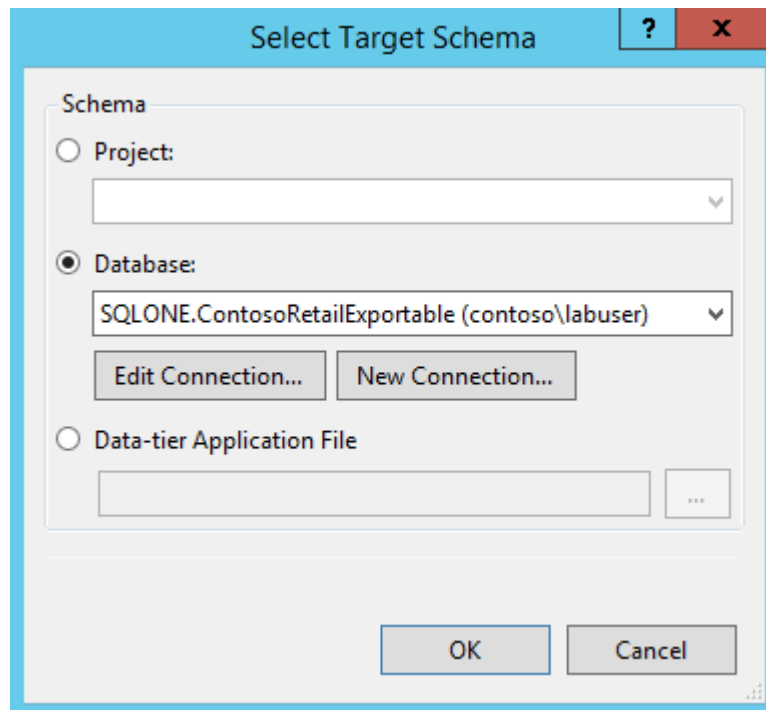 Select Target Schema
?
x
Schema
Project:
Database:
SQLONE.ContosoRetailExportable (contoso\labuser)
Edit Connection... New Connection...
Data-tier Application File
...
OK Cancel